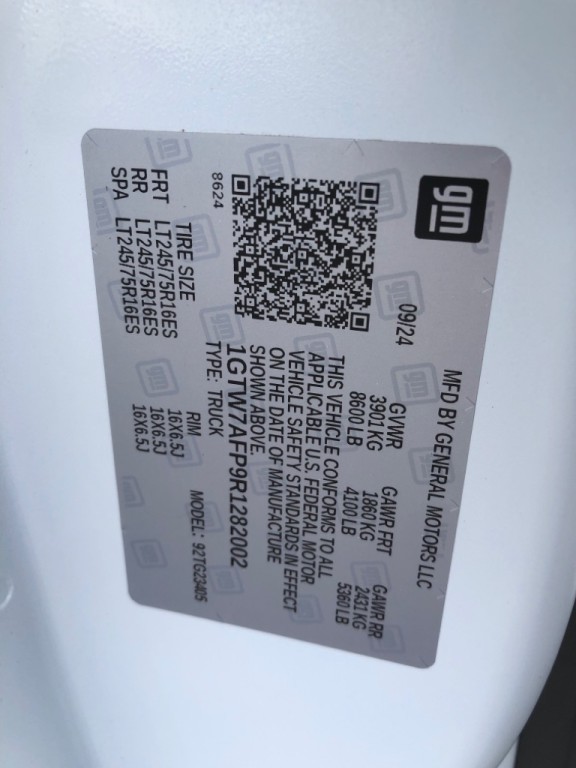 gm
MFD BY GENERAL MOTORS LLC
09/24
GVWR GAWR FRT GAWR RR
3901 KG 1860 KG 2431 KG
8600 LB 4100 LB 5360 LB
THIS VEHICLE CONFORMS TO ALL
APPLICABLE U.S. FEDERAL MOTOR
VEHICLE SAFETY STANDARDS IN EFFECT
ON THE DATE OF MANUFACTURE
SHOWN ABOVE.
1GTW7AFP9R1282002
TYPE: TRUCK
MODEL: 92TG23405
8624
TIRE SIZE RIM
FRT LT245/75R16ES 16X6.5J
RR LT245/75R16ES 16X6.5J
SPA LT245/75R16ES 16X6.5J